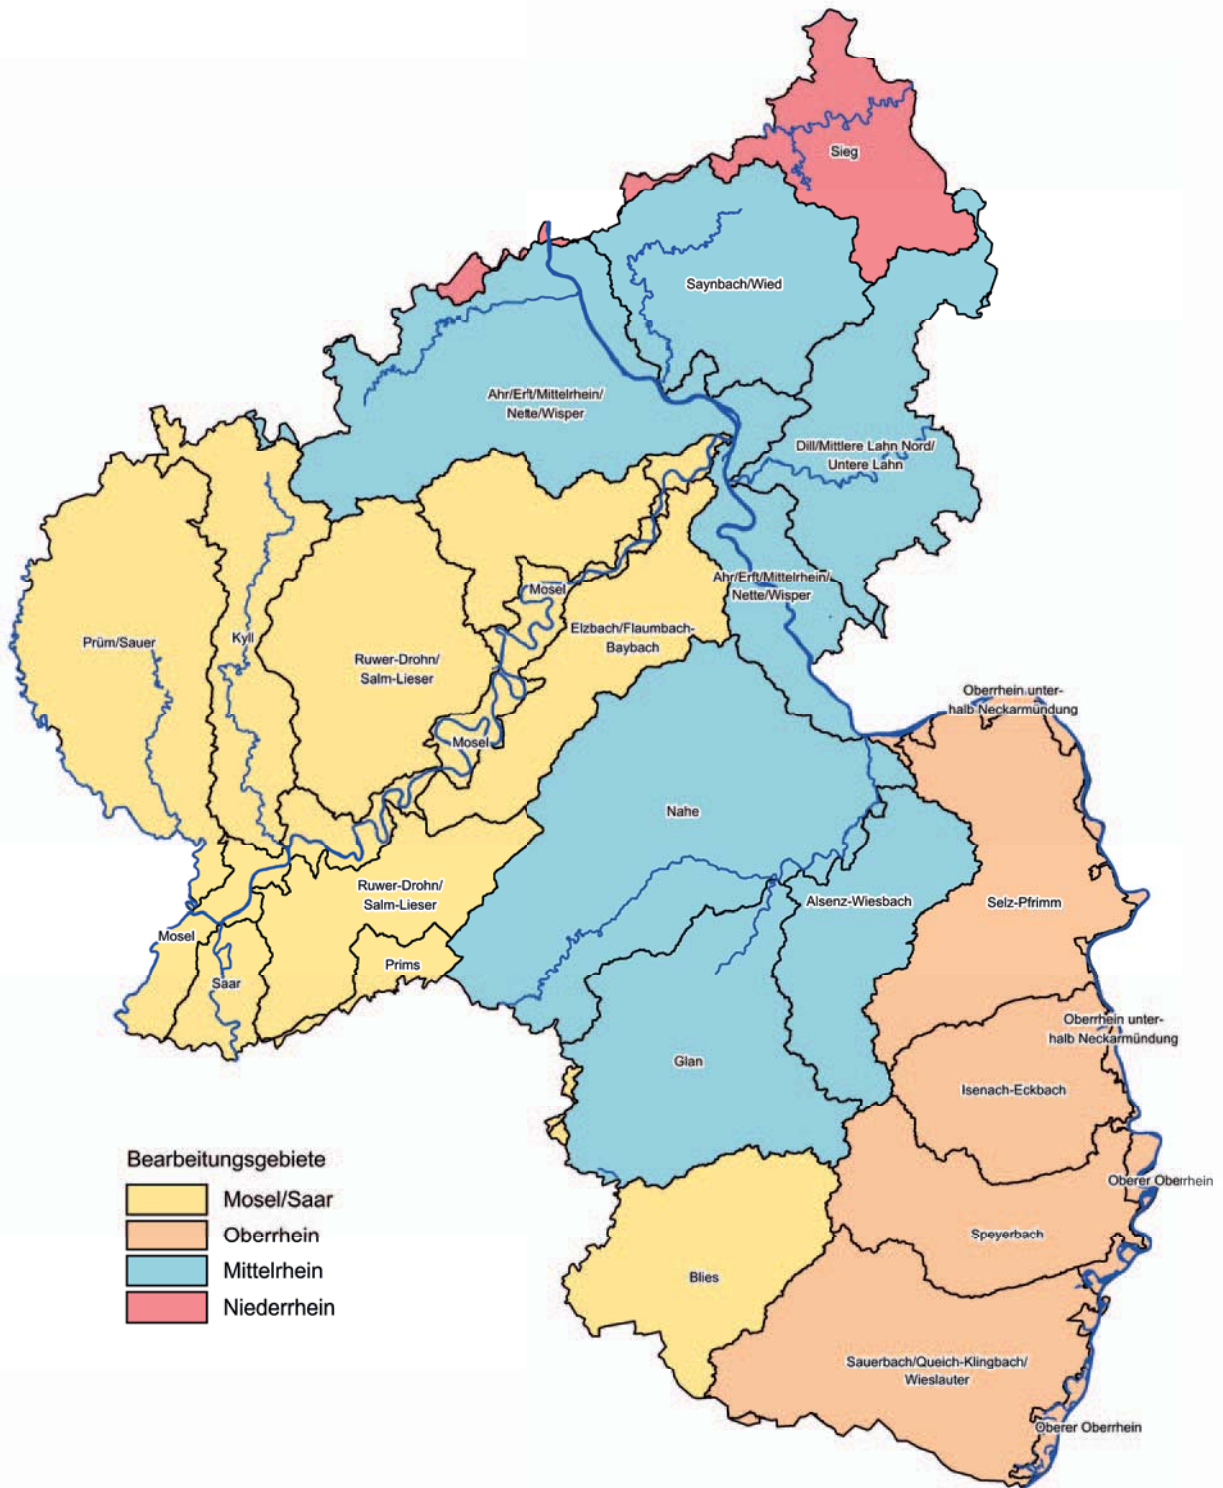 Sieg
Saynbach/Wied
Ahr/Erft/Mittelrhein/
Nette/Wisper
Dill/Mittlere Lahn Nord/
Untere Lahn
Mosel
Ahr/Erft/Mittelrhein/
Nette/Wisper
Elzbach/Flaumbach-
Baybach
Prüm/Sauer
Kyll
Ruwer-Drohn/
Salm-Lieser
Oberrhein unter-
halb Neckarmündung
Mosel
Nahe
Ruwer-Drohn/
Salm-Lieser
Alsenz-Wiesbach
Selz-Pfrimm
Mosel
Prims
Saar
Oberrhein unter-
halb Neckarmündung
Glan
Isenach-Eckbach
Bearbeitungsgebiete
Mosel/Saar
Oberrhein
Mittelrhein
Niederrhein
Oberer Oberrhein
Speyerbach
Blies
Sauerbach/Queich-Klingbach/
Wieslauter
Oberer Oberrhein